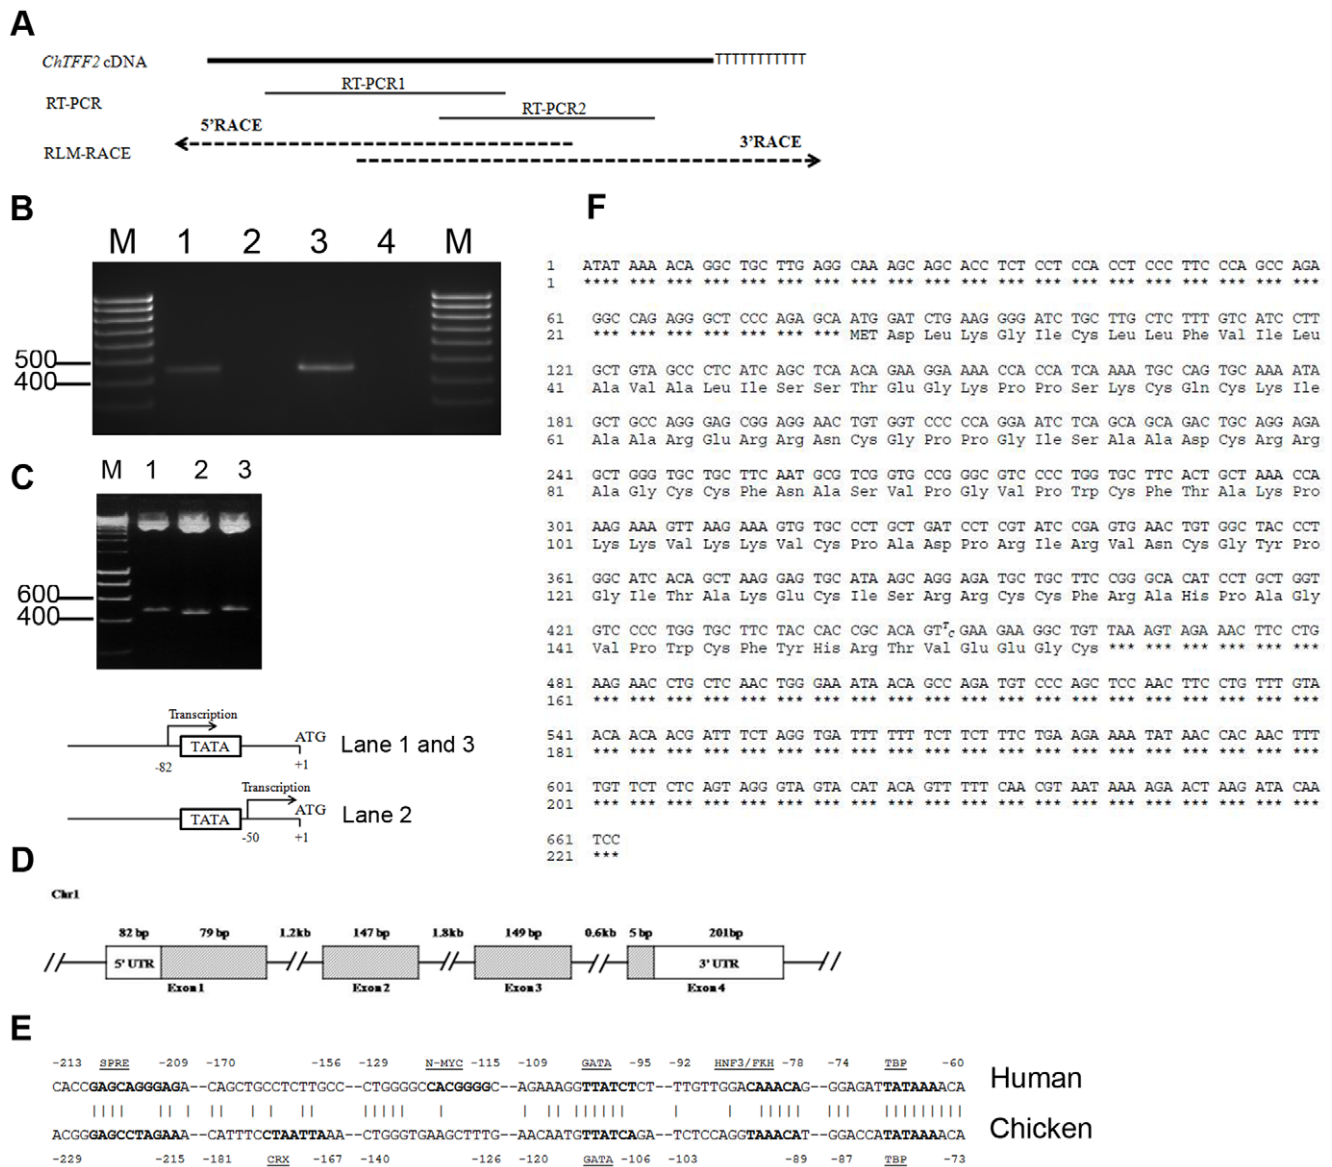 A
ChTFF2 cDNA
TTTTTTTTTTT
RT-PCR
RT-PCR1
RT-PCR2
5'RACE
RLM-RACE
3'RACE
B
M 1 2 3 4 M
500
400
C
M 1 2 3
600
400
Transcription
TATA
ATG
-82
+1
Lane 1 and 3
Transcription
TATA
ATG
-50
+1
Lane 2
D
Chr1
82 bp 79 bp 1.2kb 147 bp 1.8kb 149 bp 0.6kb 5 bp 201bp
5' UTR 3' UTR
Exon1 Exon2 Exon3 Exon4
E
-213 SPRE -209 -170 -156 -129 N-MYC -115 -109 GATA -95 -92 HNF3/FKH -78 -74 TBP -60
CACCGAGCAGGGAGA--CAGCTGCCTCTTGCC--CTGGGGCCACGGGGC--AGAAAGGTTATCTCT--TTGTTGGACAAACAG--GGAGATTATAAAACA
Human
ACGGGAGCCTAGAAA--CATTTCCTAATTAAA--CTGGGTGAAGCTTTG--AACAATGTTATCAGA--TCTCCAGGTAAACAT--GGACCATATAAAACA
Chicken
-229 -215 -181 CRX -167 -140 -126 -120 GATA -106 -103 -89 -87 TBP -73
F
1 ATAT AAA ACA GGC TGC TTG AGG CAA AGC AGC ACC TCT CCT CCA CCT CCC TTC CCA GCC AGA
1 **** *** *** *** *** *** *** *** *** *** *** *** *** *** *** *** *** *** *** ***
61 GGC CAG AGG GCT CCC AGA GCA ATG GAT CTG AAG GGG ATC TGC TTG CTC TTT GTC ATC CTT
21 *** *** *** *** *** *** *** MET Asp Leu Lys Gly Ile Cys Leu Leu Phe Val Ile Leu
121 GCT GTA GCC CTC ATC AGC TCA ACA GAA GGA AAA CCA CCA TCA AAA TGC CAG TGC AAA ATA
41 Ala Val Ala Leu Ile Ser Ser Thr Glu Gly Lys Pro Pro Ser Lys Cys Gln Cys Lys Ile
181 GCT GCC AGG GAG CGG AGG AAC TGT GGT CCC CCA GGA ATC TCA GCA GCA GAC TGC AGG AGA
61 Ala Ala Arg Glu Arg Arg Asn Cys Gly Pro Pro Gly Ile Ser Ala Ala Asp Cys Arg Arg
241 GCT GGG TGC TGC TTC AAT GCG TCG GTG CCG GGC GTC CCC TGG TGC TTC ACT GCT AAA CCA
81 Ala Gly Cys Cys Phe Asn Ala Ser Val Pro Gly Val Pro Trp Cys Phe Thr Ala Lys Pro
301 AAG AAA GTT AAG AAA GTG TGC CCT GCT GAT CCT CGT ATC CGA GTG AAC TGT GGC TAC CCT
101 Lys Lys Val Lys Lys Val Cys Pro Ala Asp Pro Arg Ile Arg Val Asn Cys Gly Tyr Pro
361 GGC ATC ACA GCT AAG GAG TGC ATA AGC AGG AGA TGC TGC TTC CGG GCA CAT CCT GCT GGT
121 Gly Ile Thr Ala Lys Glu Cys Ile Ser Arg Arg Cys Cys Phe Arg Ala His Pro Ala Gly
421 GTC CCC TGG TGC TTC TAC CAC CGC ACA GTT/C GAA GAA GGC TGT TAA AGT AGA AAC TTC CTG
141 Val Pro Trp Cys Phe Tyr His Arg Thr Val Glu Glu Gly Cys *** *** *** *** *** ***
481 AAG AAC CTG CTC AAC TGG GAA ATA ACA GCC AGA TGT CCC AGC TCC AAC TTC CTG TTT GTA
161 *** *** *** *** *** *** *** *** *** *** *** *** *** *** *** *** *** *** *** ***
541 ACA ACA ACG ATT TCT AGG TGA TTT TTT TCT TCT TTC TGA AGA AAA TAT AAC CAC AAC TTT
181 *** *** *** *** *** *** *** *** *** *** *** *** *** *** *** *** *** *** *** ***
601 TGT TCT CTC AGT AGG GTA GTA CAT ACA GTT TTT CAA CGT AAT AAA AGA ACT AAG ATA CAA
201 *** *** *** *** *** *** *** *** *** *** *** *** *** *** *** *** *** *** *** ***
661 TCC
221 ***